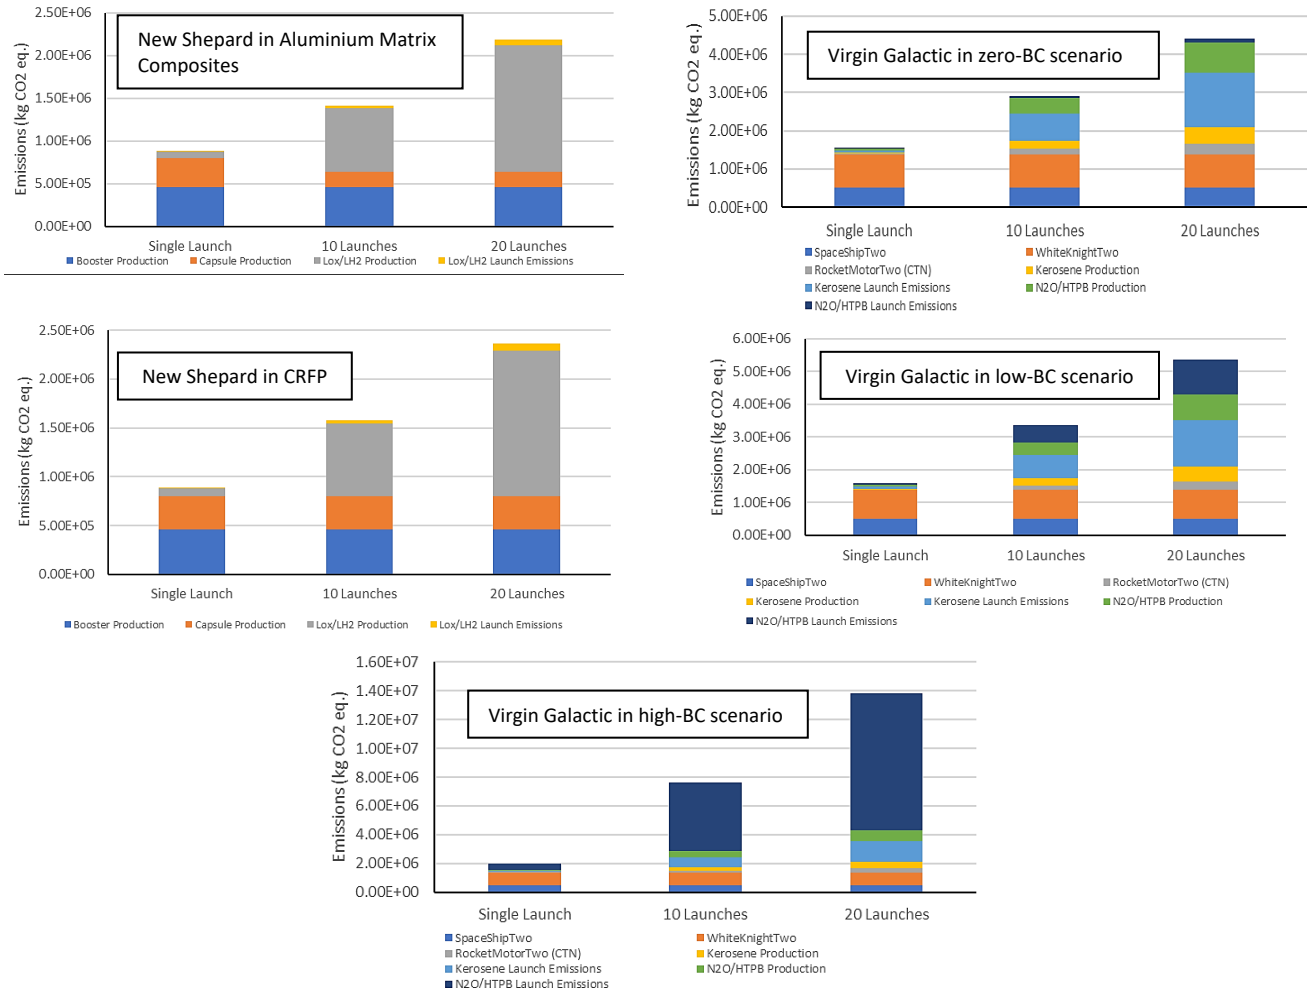 Emissions (kg CO2 eq.)
2.50E+06
2.00E+06
1.50E+06
1.00E+06
5.00E+05
0.00E+00
New Shepard in Aluminium Matrix
Composites
Single Launch
10 Launches
20 Launches
Booster Production
Capsule Production
Lox/LH2 Production
Lox/LH2 Launch Emissions
Emissions (kg CO2 eq.)
5.00E+06
4.00E+06
3.00E+06
2.00E+06
1.00E+06
0.00E+00
Virgin Galactic in zero-BC scenario
Single Launch
10 Launches
20 Launches
SpaceShipTwo
WhiteKnightTwo
RocketMotorTwo (CTN)
Kerosene Production
Kerosene Launch Emissions
N2O/HTPB Production
N2O/HTPB Launch Emissions
Emissions (kg CO2 eq.)
2.50E+06
2.00E+06
1.50E+06
1.00E+06
5.00E+05
0.00E+00
New Shepard in CRFP
Single Launch
10 Launches
20 Launches
Booster Production
Capsule Production
Lox/LH2 Production
Lox/LH2 Launch Emissions
Emissions (kg CO2 eq.)
6.00E+06
5.00E+06
4.00E+06
3.00E+06
2.00E+06
1.00E+06
0.00E+00
Virgin Galactic in low-BC scenario
Single Launch
10 Launches
20 Launches
SpaceShipTwo
WhiteKnightTwo
RocketMotorTwo (CTN)
Kerosene Production
Kerosene Launch Emissions
N2O/HTPB Production
N2O/HTPB Launch Emissions
Emissions (kg CO2 eq.)
1.60E+07
1.40E+07
1.20E+07
1.00E+07
8.00E+06
6.00E+06
4.00E+06
2.00E+06
0.00E+00
Virgin Galactic in high-BC scenario
Single Launch
10 Launches
20 Launches
SpaceShipTwo
WhiteKnightTwo
RocketMotorTwo (CTN)
Kerosene Production
Kerosene Launch Emissions
N2O/HTPB Production
N2O/HTPB Launch Emissions